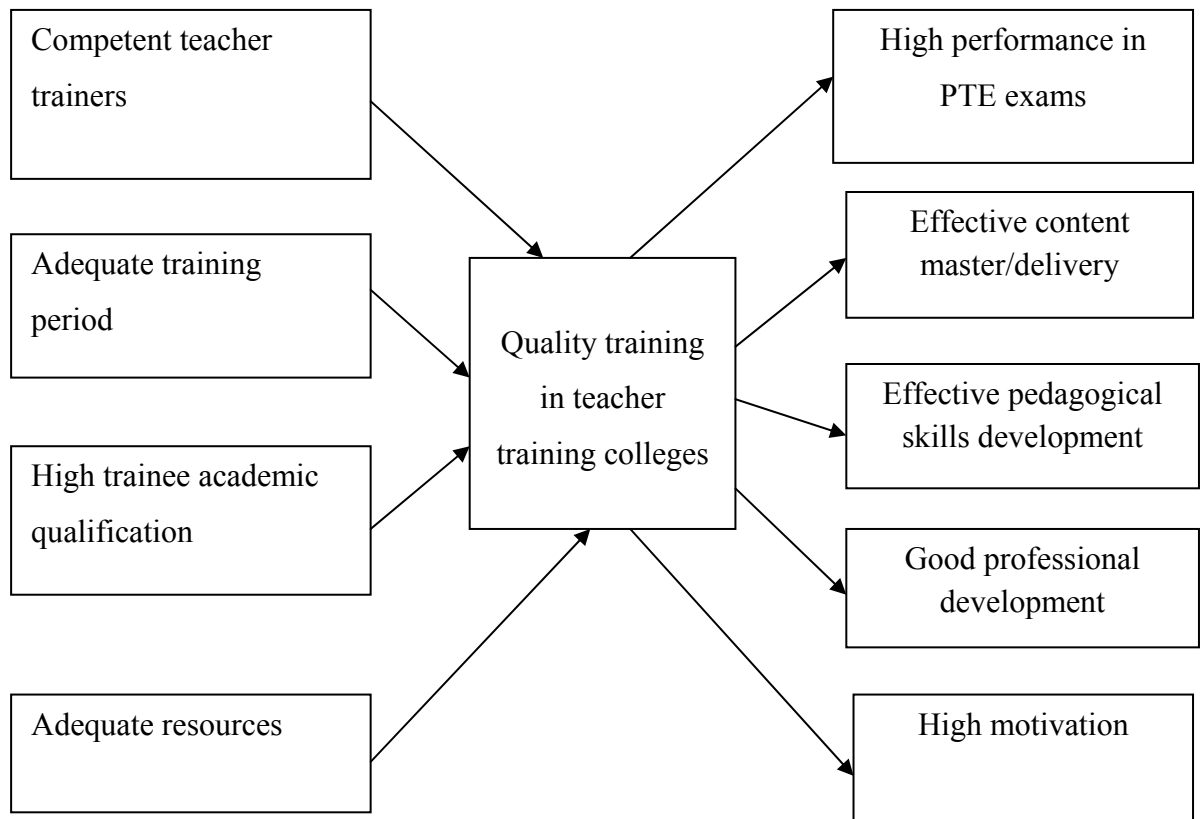 Competent teacher
trainers
Adequate training
period
High trainee academic
qualification
Adequate resources
Quality training
in teacher
training colleges
High performance in
PTE exams
Effective content
master/delivery
Effective pedagogical
skills development
Good professional
development
High motivation